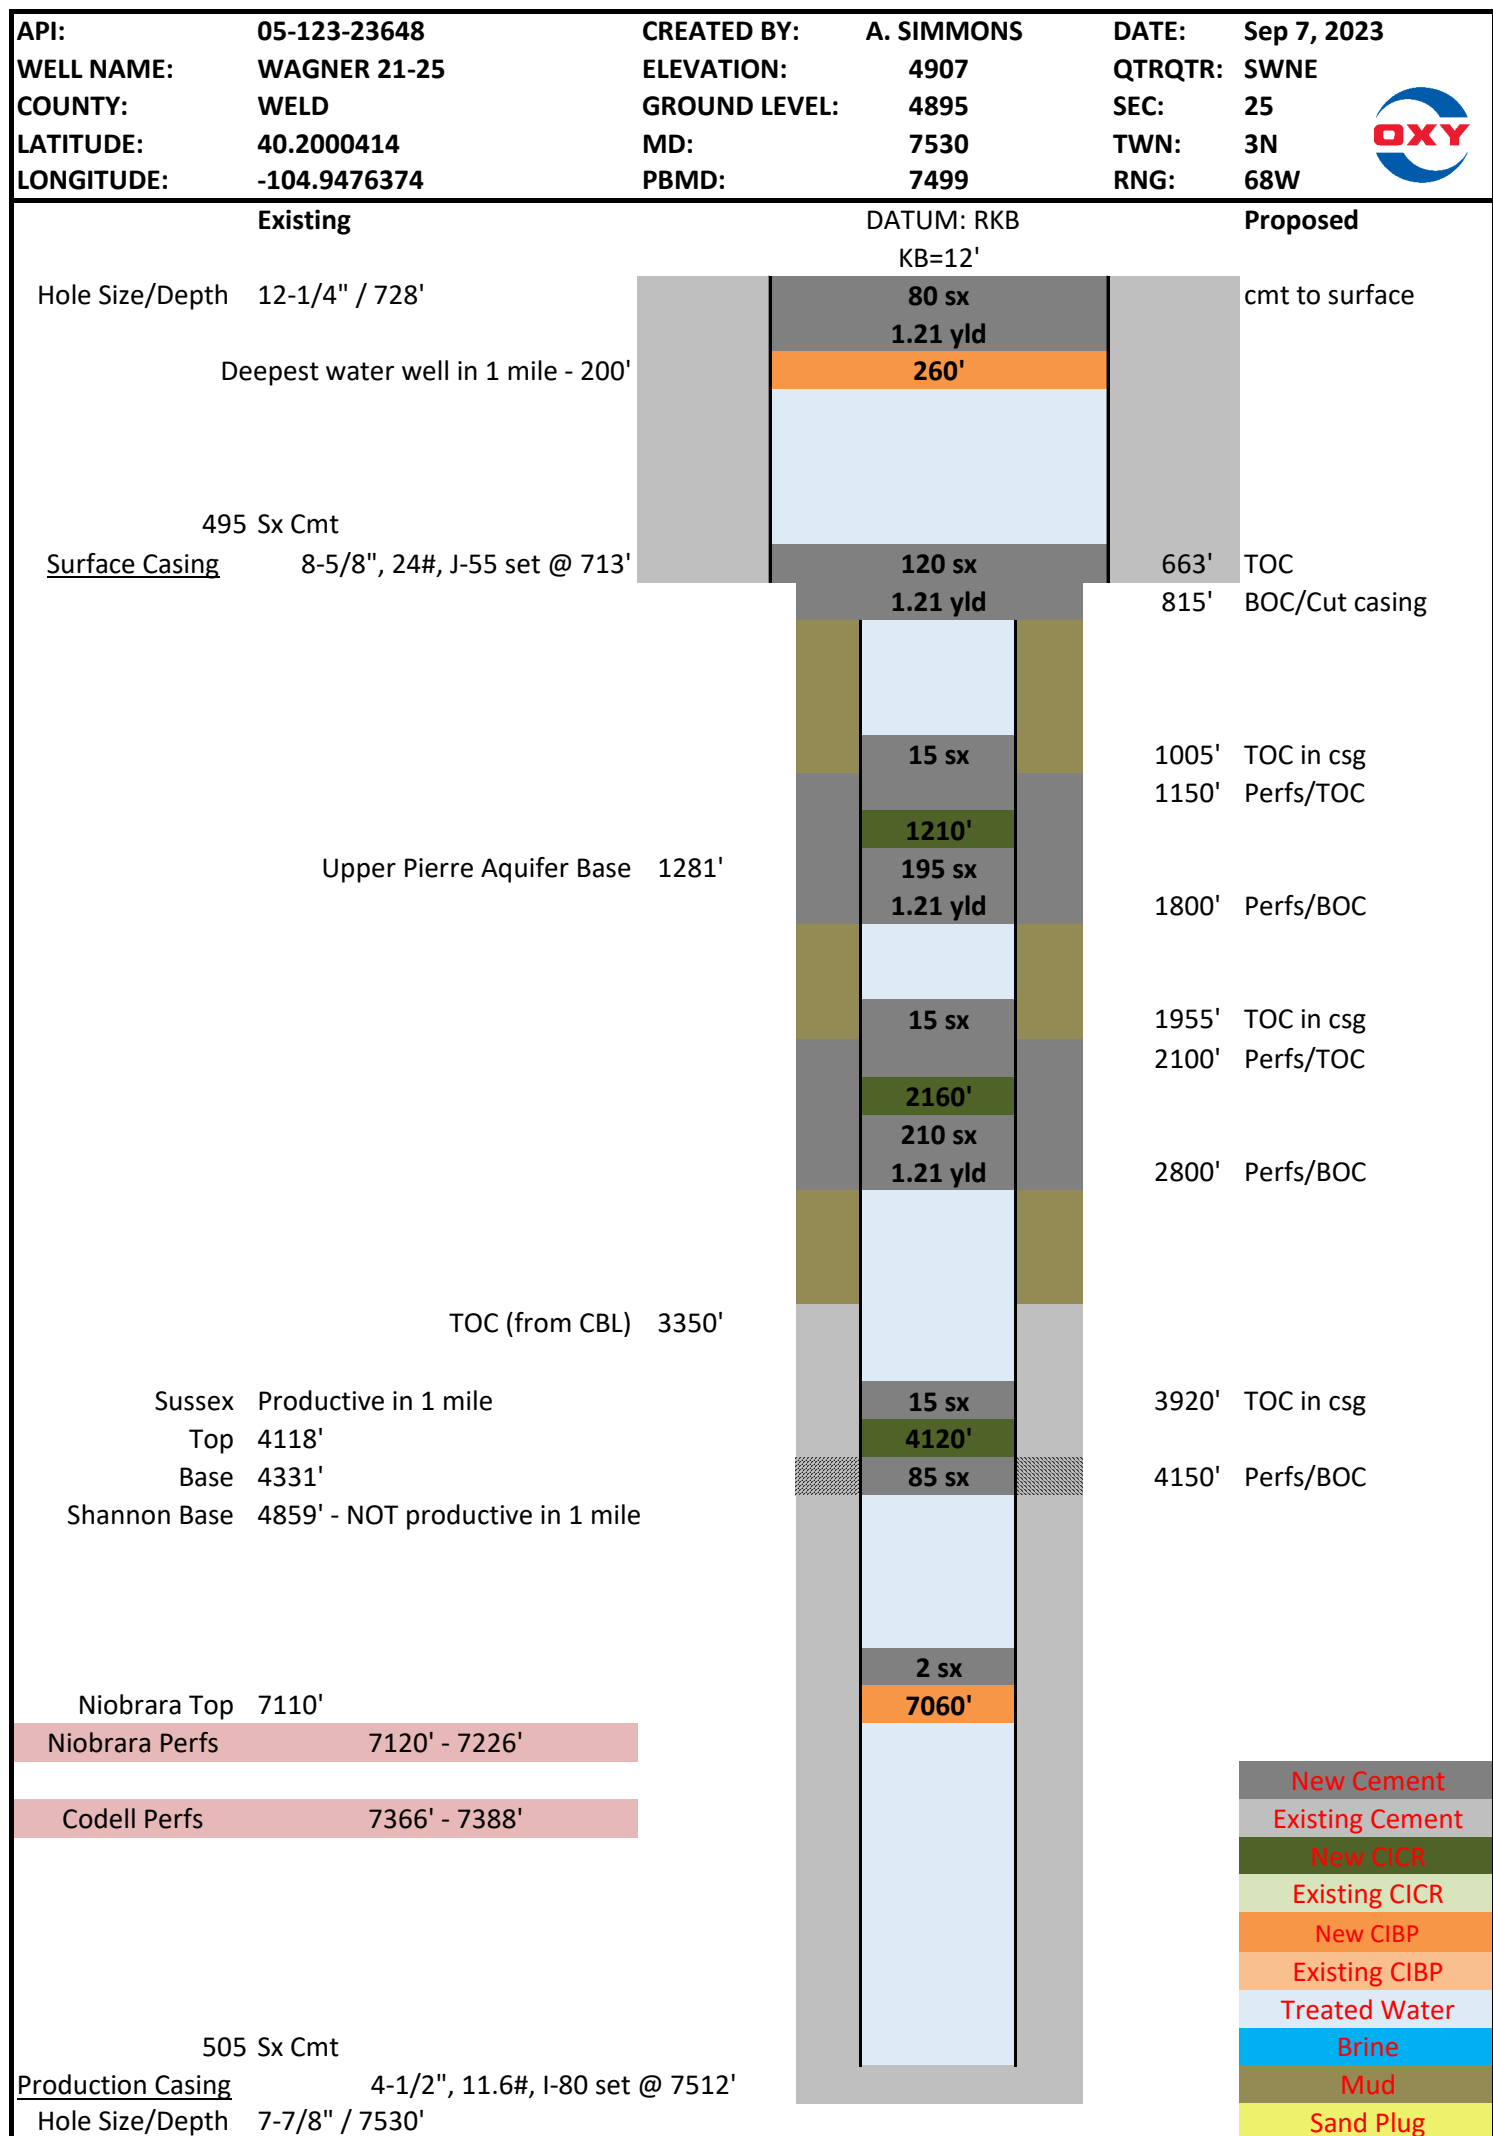 API: 05-123-23648 CREATED BY: A. SIMMONS DATE: Sep 7, 2023
WELL NAME: WAGNER 21-25 ELEVATION: 4907 QTRQTR: SWNE
COUNTY: WELD GROUND LEVEL: 4895 SEC: 25
OXY
LATITUDE: 40.2000414 MD: 7530 TWN: 3N
LONGITUDE: -104.9476374 PBMD: 7499 RNG: 68W
Existing DATUM: RKB Proposed
KB=12'
Hole Size/Depth 12-1/4" / 728' 80 sx cmt to surface
1.21 yld
Deepest water well in 1 mile - 200' 260'
495 Sx Cmt
Surface Casing 8-5/8", 24#, J-55 set @ 713' 120 sx 663' TOC
1.21 yld 815' BOC/Cut casing
15 sx 1005' TOC in csg
1150' Perfs/TOC
1210'
Upper Pierre Aquifer Base 1281' 195 sx
1.21 yld 1800' Perfs/BOC
15 sx 1955' TOC in csg
2100' Perfs/TOC
2160'
210 sx
1.21 yld 2800' Perfs/BOC
TOC (from CBL) 3350'
Sussex Productive in 1 mile 15 sx 3920' TOC in csg
Top 4118' 4120'
Base 4331' 85 sx 4150' Perfs/BOC
Shannon Base 4859' - NOT productive in 1 mile
2 sx
Niobrara Top 7110' 7060'
Niobrara Perfs 7120' - 7226'
New Cement
Codell Perfs 7366' - 7388' Existing Cement
New CICR
Existing CICR
New CIBP
Existing CIBP
Treated Water
505 Sx Cmt Brine
Production Casing 4-1/2", 11.6#, I-80 set @ 7512' Mud
Hole Size/Depth 7-7/8" / 7530' Sand Plug